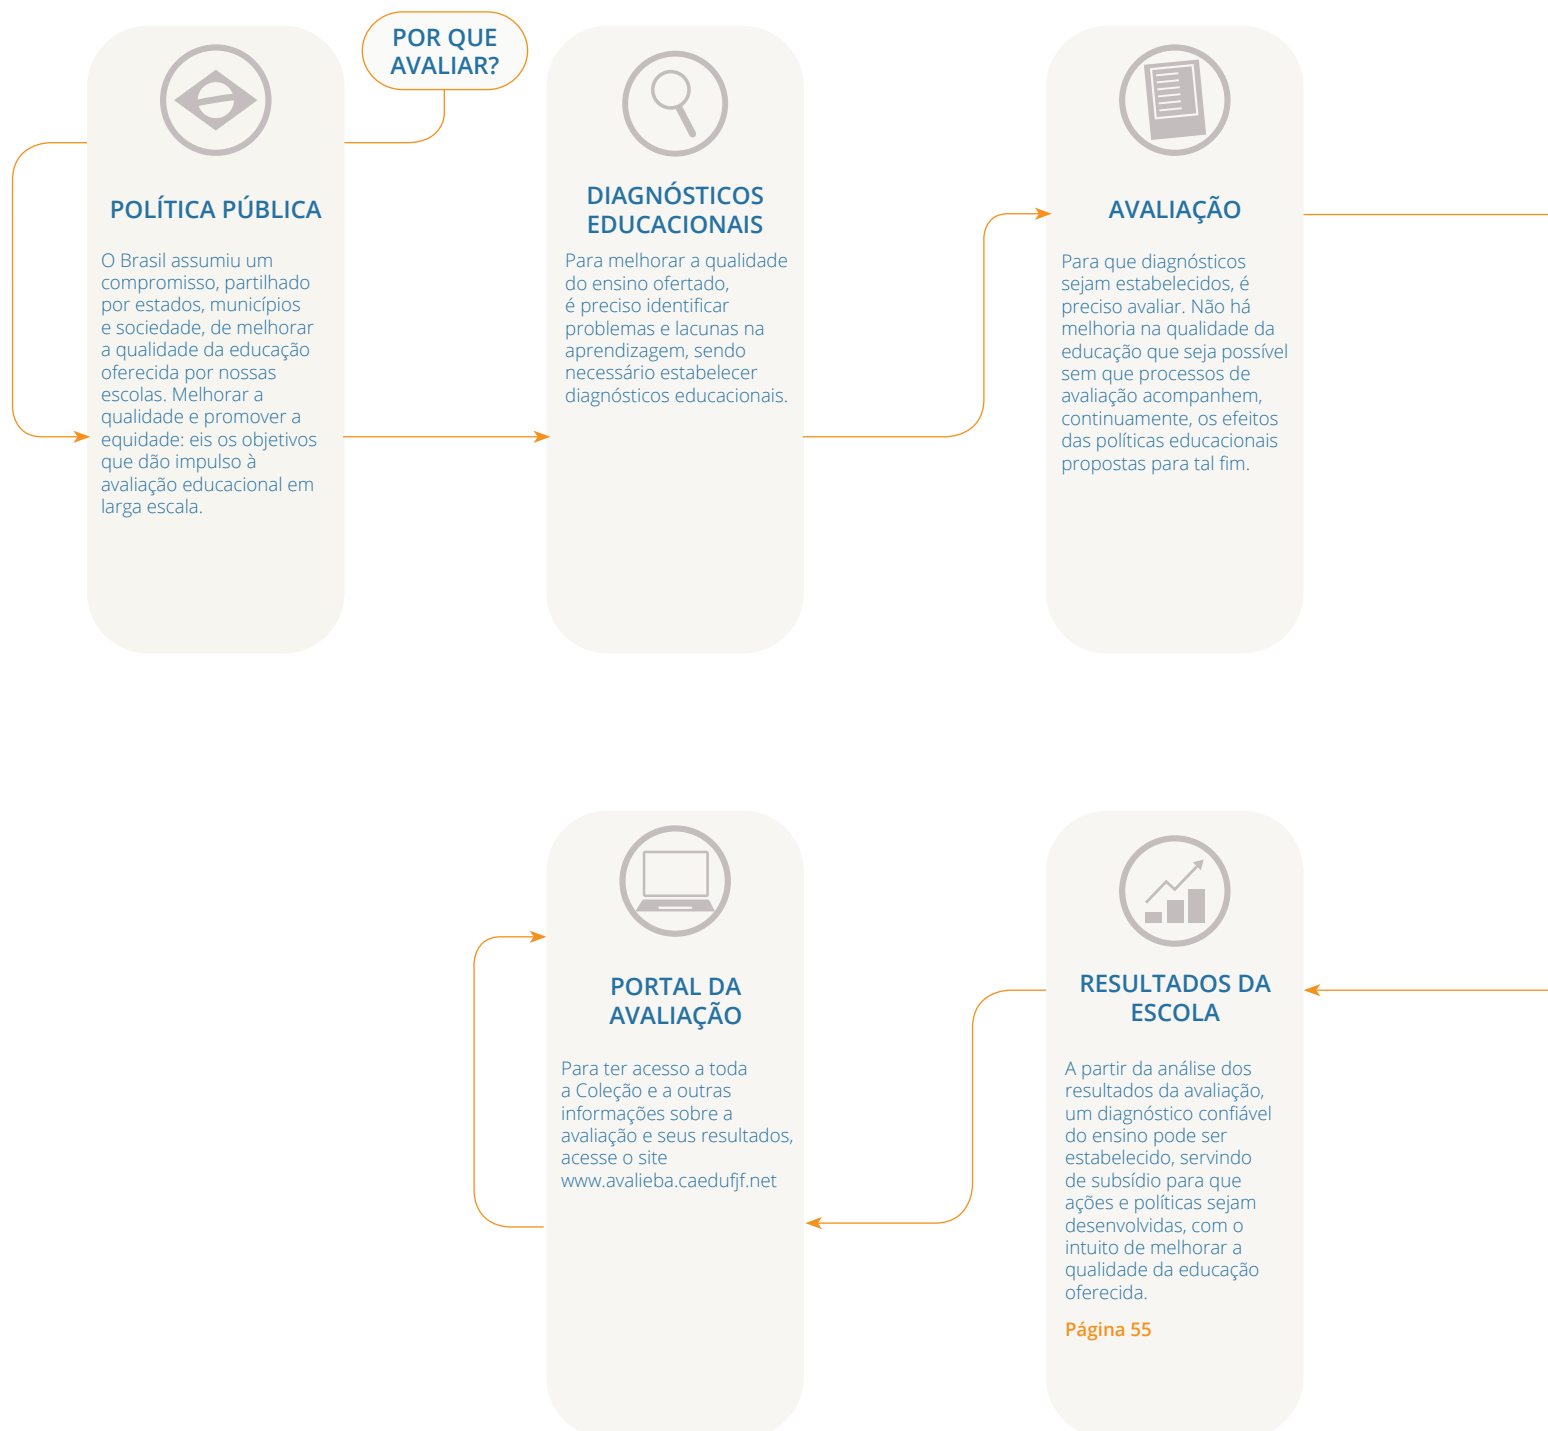 POR QUE
AVALIAR?
POLÍTICA PÚBLICA
O Brasil assumiu um
compromisso, partilhado
por estados, municípios
e sociedade, de melhorar
a qualidade da educação
oferecida por nossas
escolas. Melhorar a
qualidade e promover a
equidade: eis os objetivos
que dão impulso à
avaliação educacional em
larga escala.
DIAGNÓSTICOS
EDUCACIONAIS
Para melhorar a qualidade
do ensino ofertado,
é preciso identificar
problemas e lacunas na
aprendizagem, sendo
necessário estabelecer
diagnósticos educacionais.
AVALIAÇÃO
Para que diagnósticos
sejam estabelecidos, é
preciso avaliar. Não há
melhoria na qualidade da
educação que seja possível
sem que processos de
avaliação acompanhem,
continuamente, os efeitos
das políticas educacionais
propostas para tal fim.
PORTAL DA
AVALIAÇÃO
Para ter acesso a toda
a Coleção e a outras
informações sobre a
avaliação e seus resultados,
acesse o site
www.avalieba.caedufjf.net
RESULTADOS DA
ESCOLA
A partir da análise dos
resultados da avaliação,
um diagnóstico confiável
do ensino pode ser
estabelecido, servindo
de subsídio para que
ações e políticas sejam
desenvolvidas, com o
intuito de melhorar a
qualidade da educação
oferecida.
Página 55